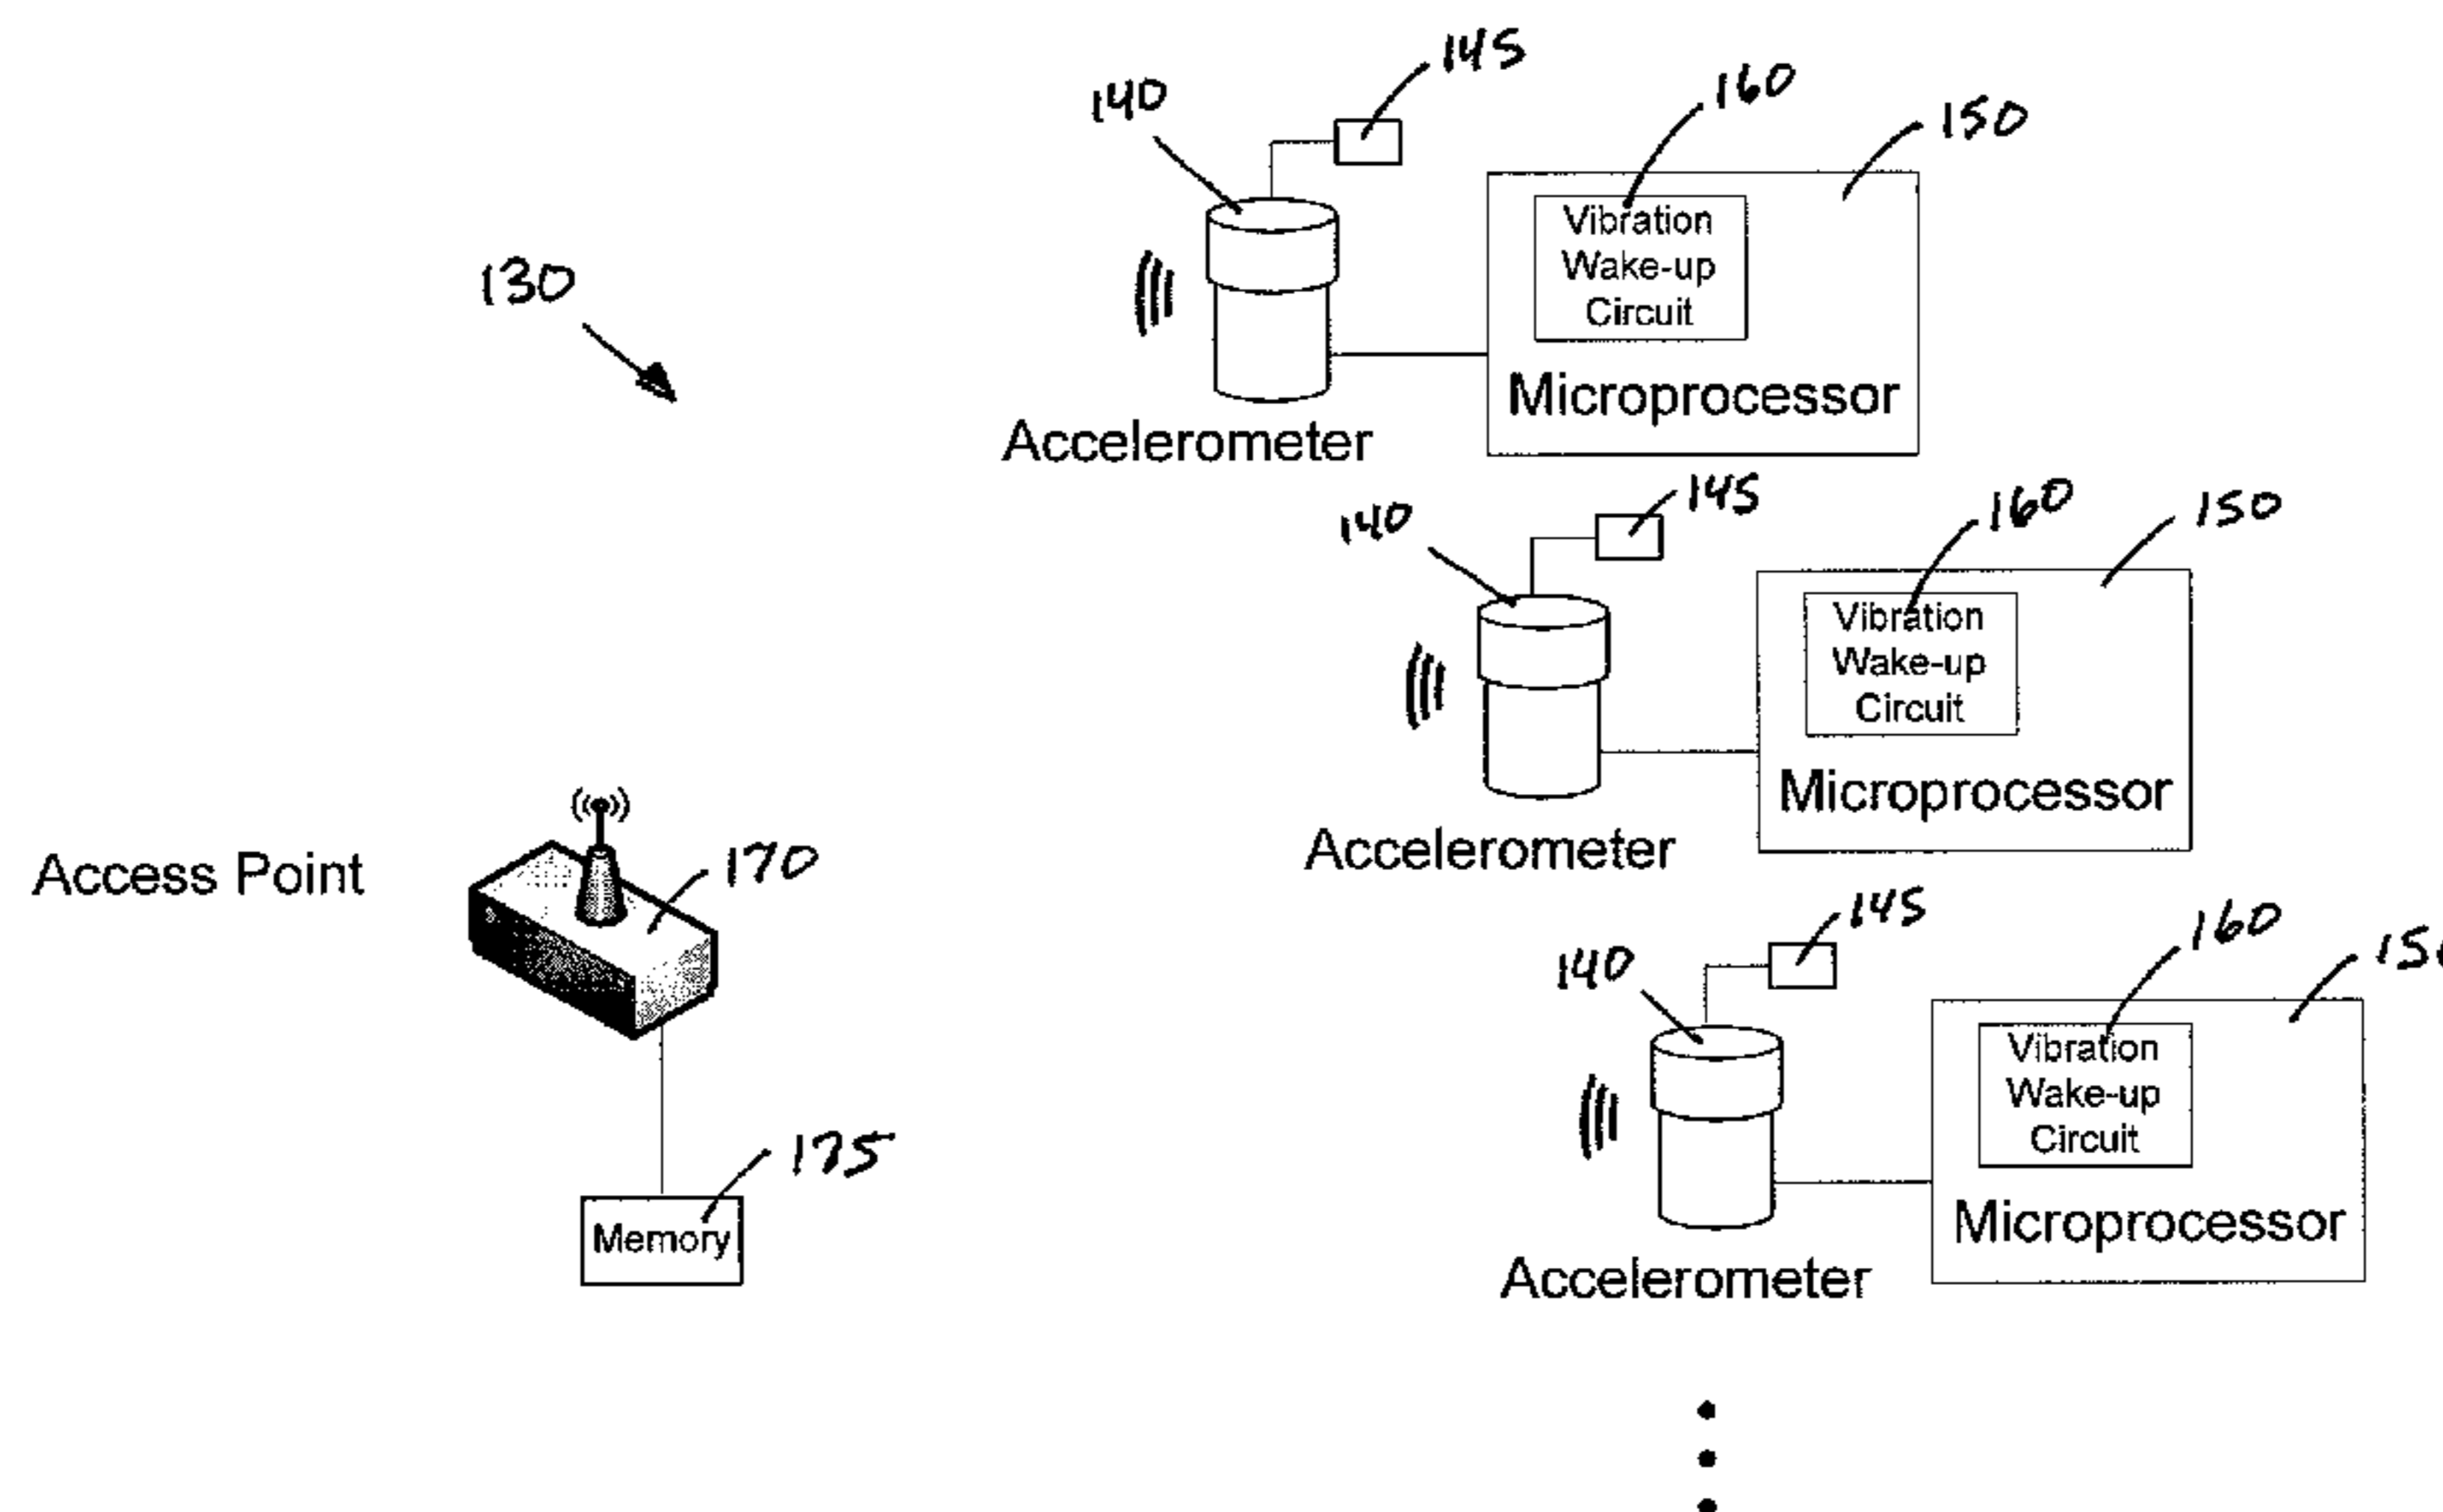 145
140
160
150
Vibration
Wake-up
Circuit
130
Microprocessor
Accelerometer
145
140
160
150
Vibration
Wake-up
Circuit
Microprocessor
Accelerometer
Access Point
170
145
140
160
Vibration
Wake-up
Circuit
175
Microprocessor
Memory
Accelerometer